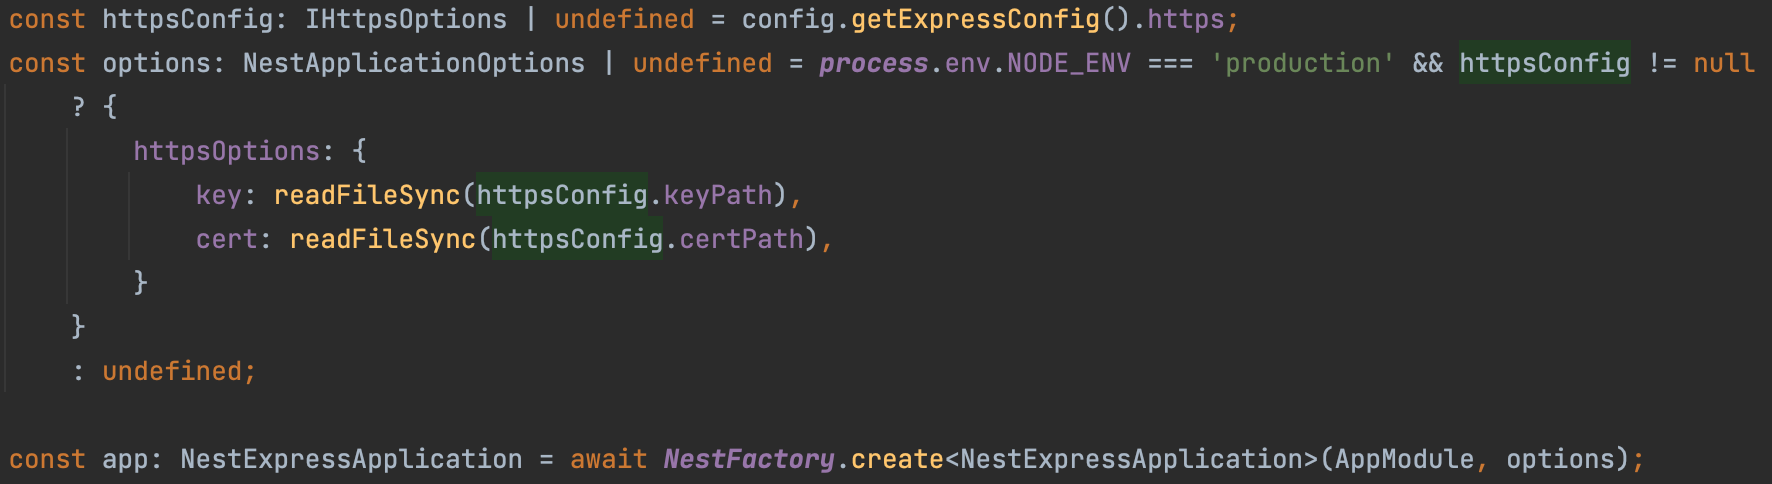 const httpsConfig: IHttpsOptions | undefined = config.getExpressConfig().https;
const options: NestApplicationOptions | undefined = process.env.NODE_ENV === 'production' && httpsConfig != null
    ? {
        httpsOptions: {
            key: readFileSync(httpsConfig.keyPath),
            cert: readFileSync(httpsConfig.certPath),
        }
    }
    : undefined;

const app: NestExpressApplication = await NestFactory.create<NestExpressApplication>(AppModule, options);